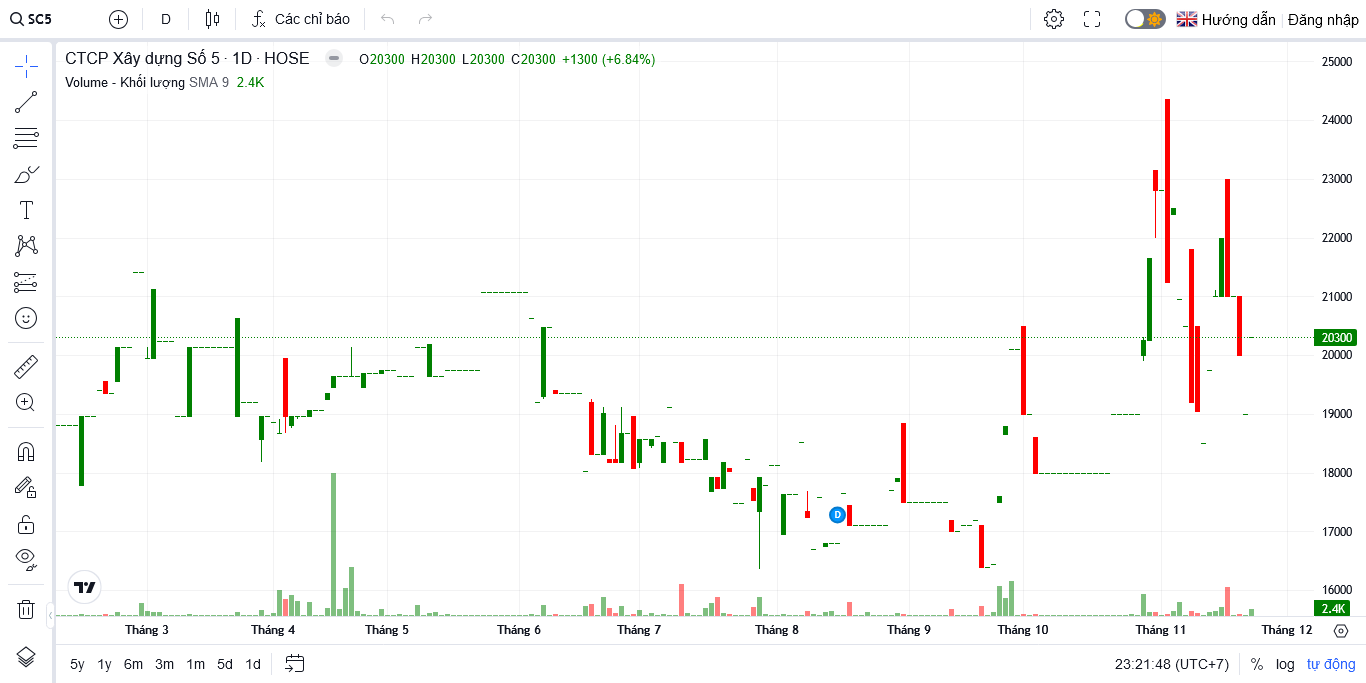 SC5 D Các chỉ báo Hướng dẫn Đăng nhập
CTCP Xây dựng Số 5 · 1D · HOSE O20300 H20300 L20300 C20300 +1300 (+6.84%)
Volume - Khối lượng SMA 9 2.4K
25000
24000
23000
22000
21000
20300
20000
19000
18000
17000
16000
2.4K
D
Tháng 3 Tháng 4 Tháng 5 Tháng 6 Tháng 7 Tháng 8 Tháng 9 Tháng 10 Tháng 11 Tháng 12
5y 1y 6m 3m 1m 5d 1d 23:21:48 (UTC+7) % log tự động